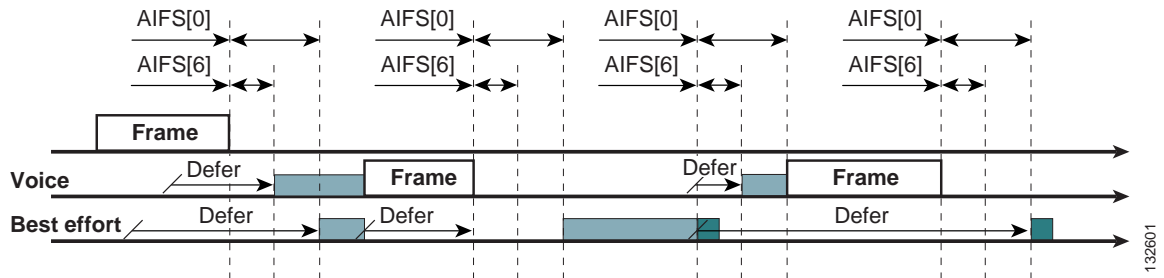 AIFS[0] AIFS[0] AIFS[0] AIFS[0]
AIFS[6] AIFS[6] AIFS[6] AIFS[6]
Frame
Voice Defer Frame Defer Frame
Best effort Defer Defer Defer
132601